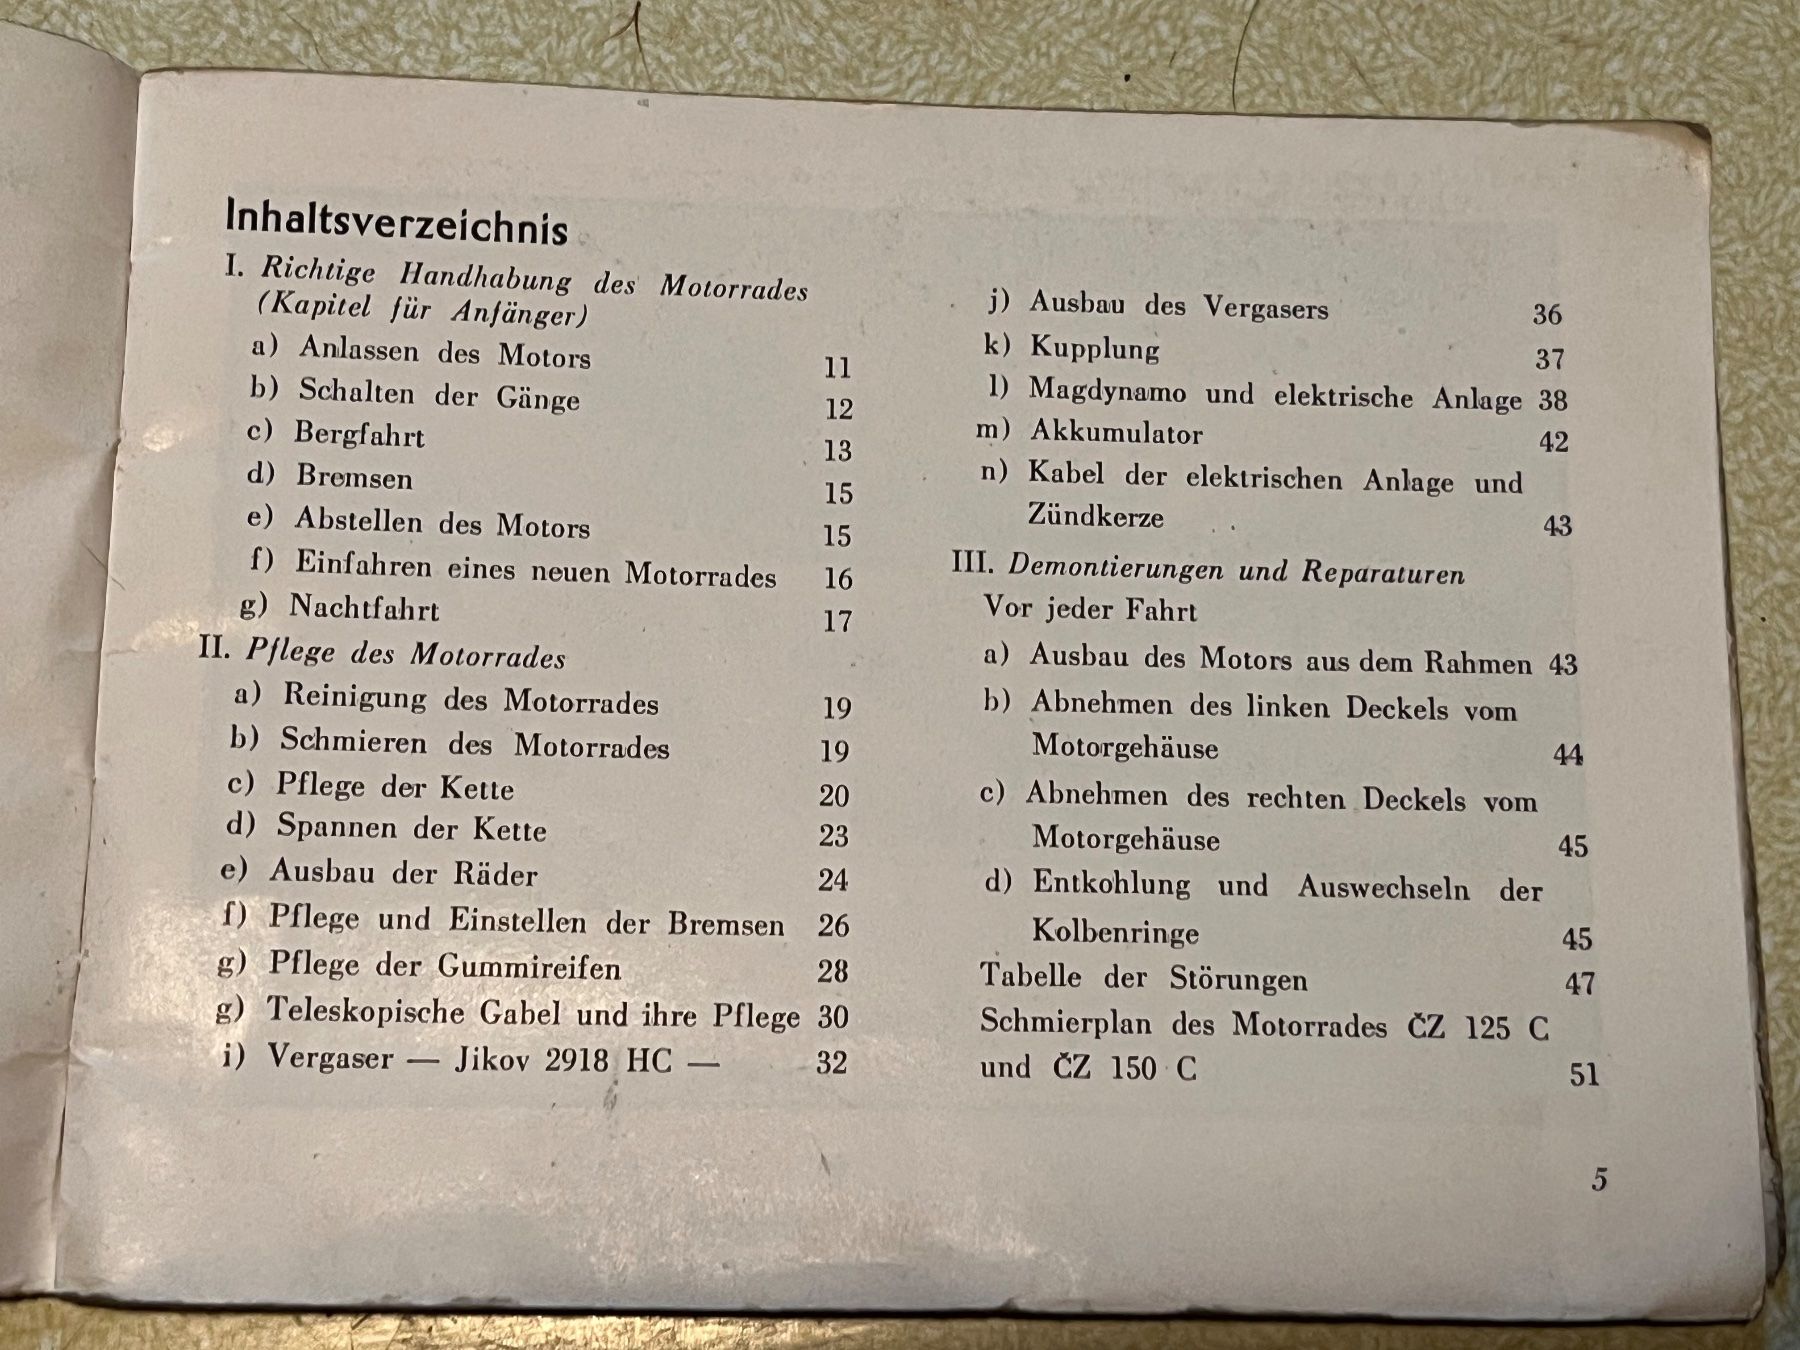 Inhaltsverzeichnis
I. Richtige Handhabung des Motorrades
(Kapitel für Anfänger)
a) Anlassen des Motors 11
b) Schalten der Gänge 12
c) Bergfahrt 13
d) Bremsen 15
e) Abstellen des Motors 15
f) Einfahren eines neuen Motorrades 16
g) Nachtfahrt 17
II. Pflege des Motorrades
a) Reinigung des Motorrades 19
b) Schmieren des Motorrades 19
c) Pflege der Kette 20
d) Spannen der Kette 23
e) Ausbau der Räder 24
f) Pflege und Einstellen der Bremsen 26
g) Pflege der Gummireifen 28
g) Teleskopische Gabel und ihre Pflege 30
i) Vergaser — Jikov 2918 HC — 32
j) Ausbau des Vergasers 36
k) Kupplung 37
l) Magdynamo und elektrische Anlage 38
m) Akkumulator 42
n) Kabel der elektrischen Anlage und
Zündkerze 43
III. Demontierungen und Reparaturen
Vor jeder Fahrt
a) Ausbau des Motors aus dem Rahmen 43
b) Abnehmen des linken Deckels vom
Motorgehäuse 44
c) Abnehmen des rechten Deckels vom
Motorgehäuse 45
d) Entkohlung und Auswechseln der
Kolbenringe 45
Tabelle der Störungen 47
Schmierplan des Motorrades ČZ 125 C
und ČZ 150 C 51
5